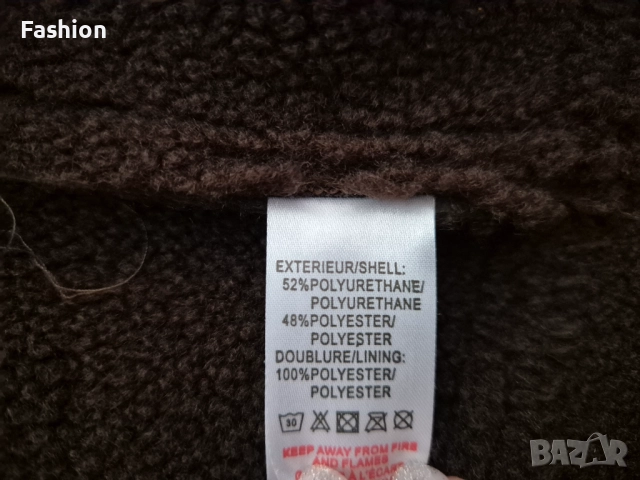 Fashion
EXTERIEUR/SHELL:
52%POLYURETHANE/
POLYURETHANE
48%POLYESTER/
POLYESTER
DOUBLURE/LINING:
100%POLYESTER/
POLYESTER
30
KEEP AWAY FROM FIRE
AND FLAMES
BAZAR